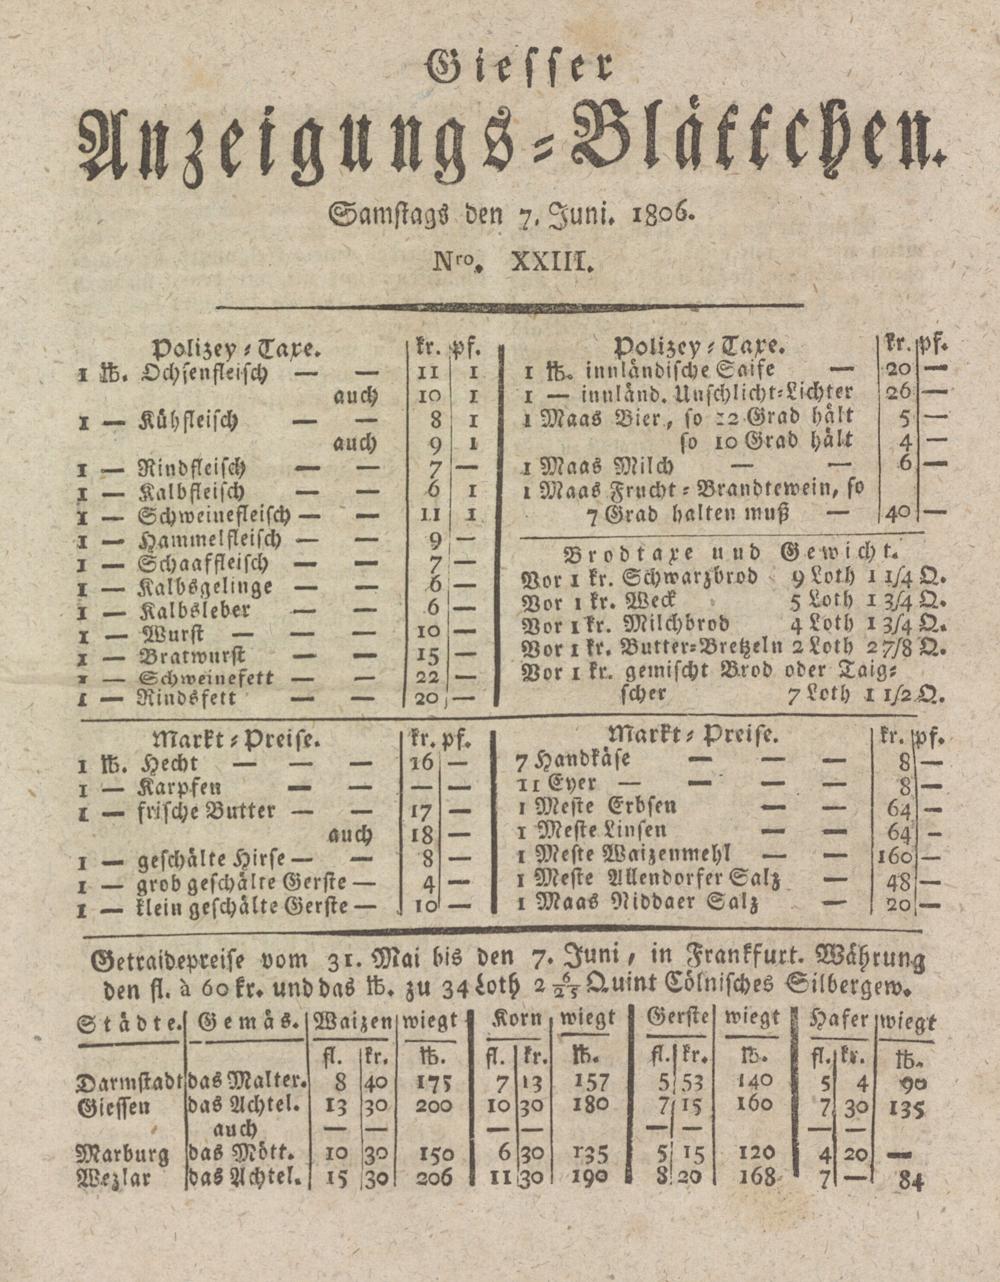 Giesser
Anzeigungs-Blättchen.
Samstags den 7. Juni. 1806.
Nro. XXIII.
Polizey-Taxe. kr. pf.
1 ℔. Ochsenfleisch — — 11 1
auch 10 1
1 — Kühfleisch — — 8 1
auch 9 1
1 — Rindfleisch — — 7 —
1 — Kalbfleisch — — 6 1
1 — Schweinefleisch — — 11 1
1 — Hammelfleisch — — 9 —
1 — Schaaffleisch — — 7 —
1 — Kalbsgelinge — — 6 —
1 — Kalbsleber — — 6 —
1 — Wurst — — — 10 —
1 — Bratwurst — — 15 —
1 — Schweinefett — — 22 —
1 — Rindsfett — — 20 —
Polizey-Taxe. kr. pf.
1 ℔. innländische Saife — 20 —
1 — innländ. Unschlicht-Lichter 26 —
1 Maas Bier, so 12 Grad hält 5 —
so 10 Grad hält 4 —
1 Maas Milch — — 6 —
1 Maas Frucht-Brandtewein, so
7 Grad halten muß — 40 —
Brodtaxe und Gewicht.
Vor 1 kr. Schwarzbrod 9 Loth 1 1/4 Q.
Vor 1 kr. Weck 5 Loth 1 3/4 Q.
Vor 1 kr. Milchbrod 4 Loth 1 3/4 Q.
Vor 1 kr. Butter-Bretzeln 2 Loth 2 7/8 Q.
Vor 1 kr. gemischt Brod oder Taig-
scher 7 Loth 1 1/2 Q.
Markt-Preise. kr. pf.
1 ℔. Hecht — — — 16 —
1 — Karpfen — — — —
1 — frische Butter — — 17 —
auch 18 —
1 — geschälte Hirse — — 8 —
1 — grob geschälte Gerste — 4 —
1 — klein geschälte Gerste — 10 —
Markt-Preise. kr. pf.
7 Handkäse — — — 8 —
11 Eyer — — — — 8 —
1 Meste Erbsen — — 64 —
1 Meste Linsen — — 64 —
1 Meste Waizenmehl — — 160 —
1 Meste Allendorfer Salz — 48 —
1 Maas Niddaer Salz — 20 —
Getraidepreise vom 31. Mai bis den 7. Juni, in Frankfurt. Währung
den fl. à 60 kr. und das ℔. zu 34 Loth 2 6/25 Quint Cölnisches Silbergew.
Städte. Gemäs. Waizen wiegt Korn wiegt Gerste wiegt Hafer wiegt
fl. kr. ℔. fl. kr. ℔. fl. kr. ℔. fl. kr. ℔.
Darmstadt das Malter. 8 40 175 7 13 157 5 53 140 5 4 90
Giessen das Achtel. 13 30 200 10 30 180 7 15 160 7 30 135
auch — — — — — — — —
Marburg das Mött. 10 30 150 6 30 135 5 15 120 4 20 —
Wezlar das Achtel. 15 30 206 11 30 190 8 20 168 7 — 84